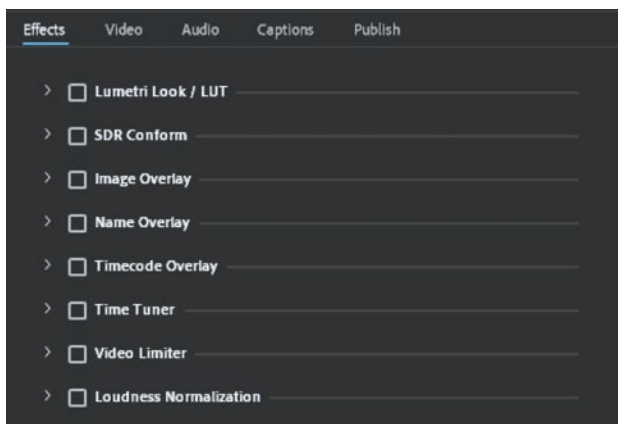 Effects Video Audio Captions Publish
Lumetri Look / LUT
SDR Conform
Image Overlay
Name Overlay
Timecode Overlay
Time Tuner
Video Limiter
Loudness Normalization